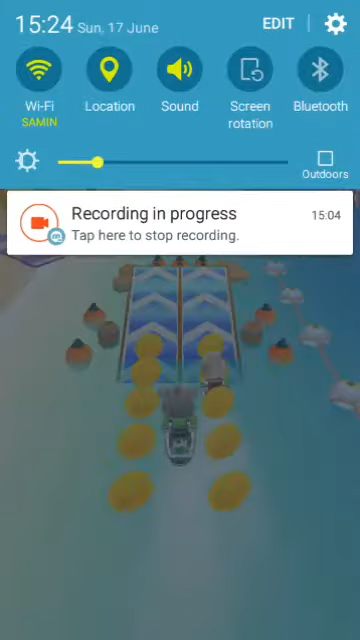 15:24 Sun, 17 June EDIT
Wi-Fi Location Sound Screen rotation Bluetooth
SAMIN
Outdoors
Recording in progress 15:04
Tap here to stop recording.